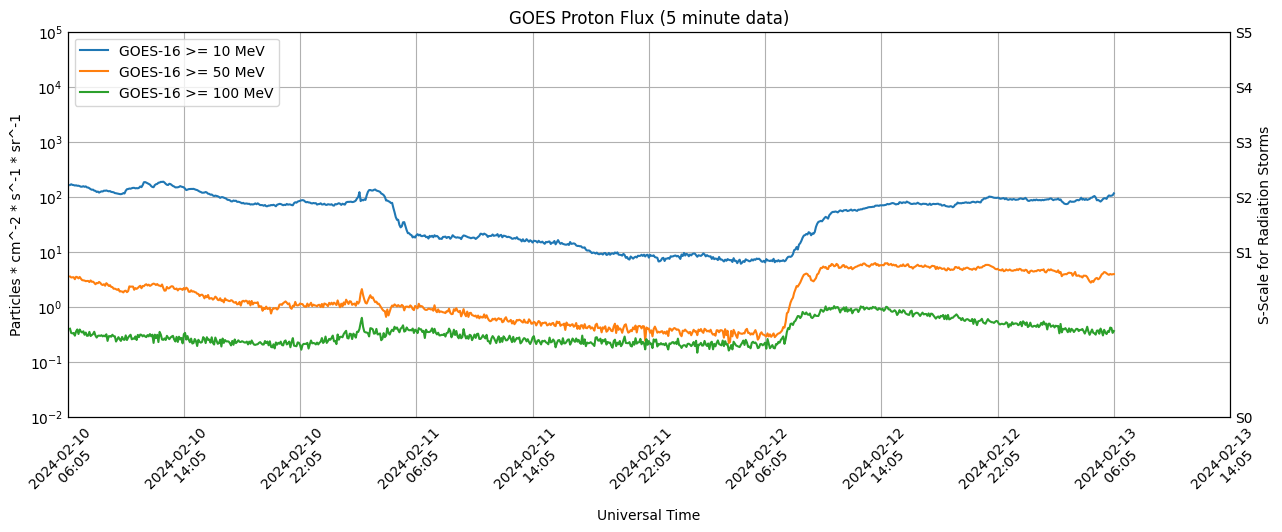 GOES Proton Flux (5 minute data)
GOES-16 >= 10 MeV
GOES-16 >= 50 MeV
GOES-16 >= 100 MeV
Particles * cm^-2 * s^-1 * sr^-1
10^5
10^4
10^3
10^2
10^1
10^0
10^-1
10^-2
S5
S4
S3
S2
S1
S0
S-Scale for Radiation Storms
2024-02-10
06:05
2024-02-10
14:05
2024-02-10
22:05
2024-02-11
06:05
2024-02-11
14:05
2024-02-11
22:05
2024-02-12
06:05
2024-02-12
14:05
2024-02-12
22:05
2024-02-13
06:05
2024-02-13
14:05
Universal Time